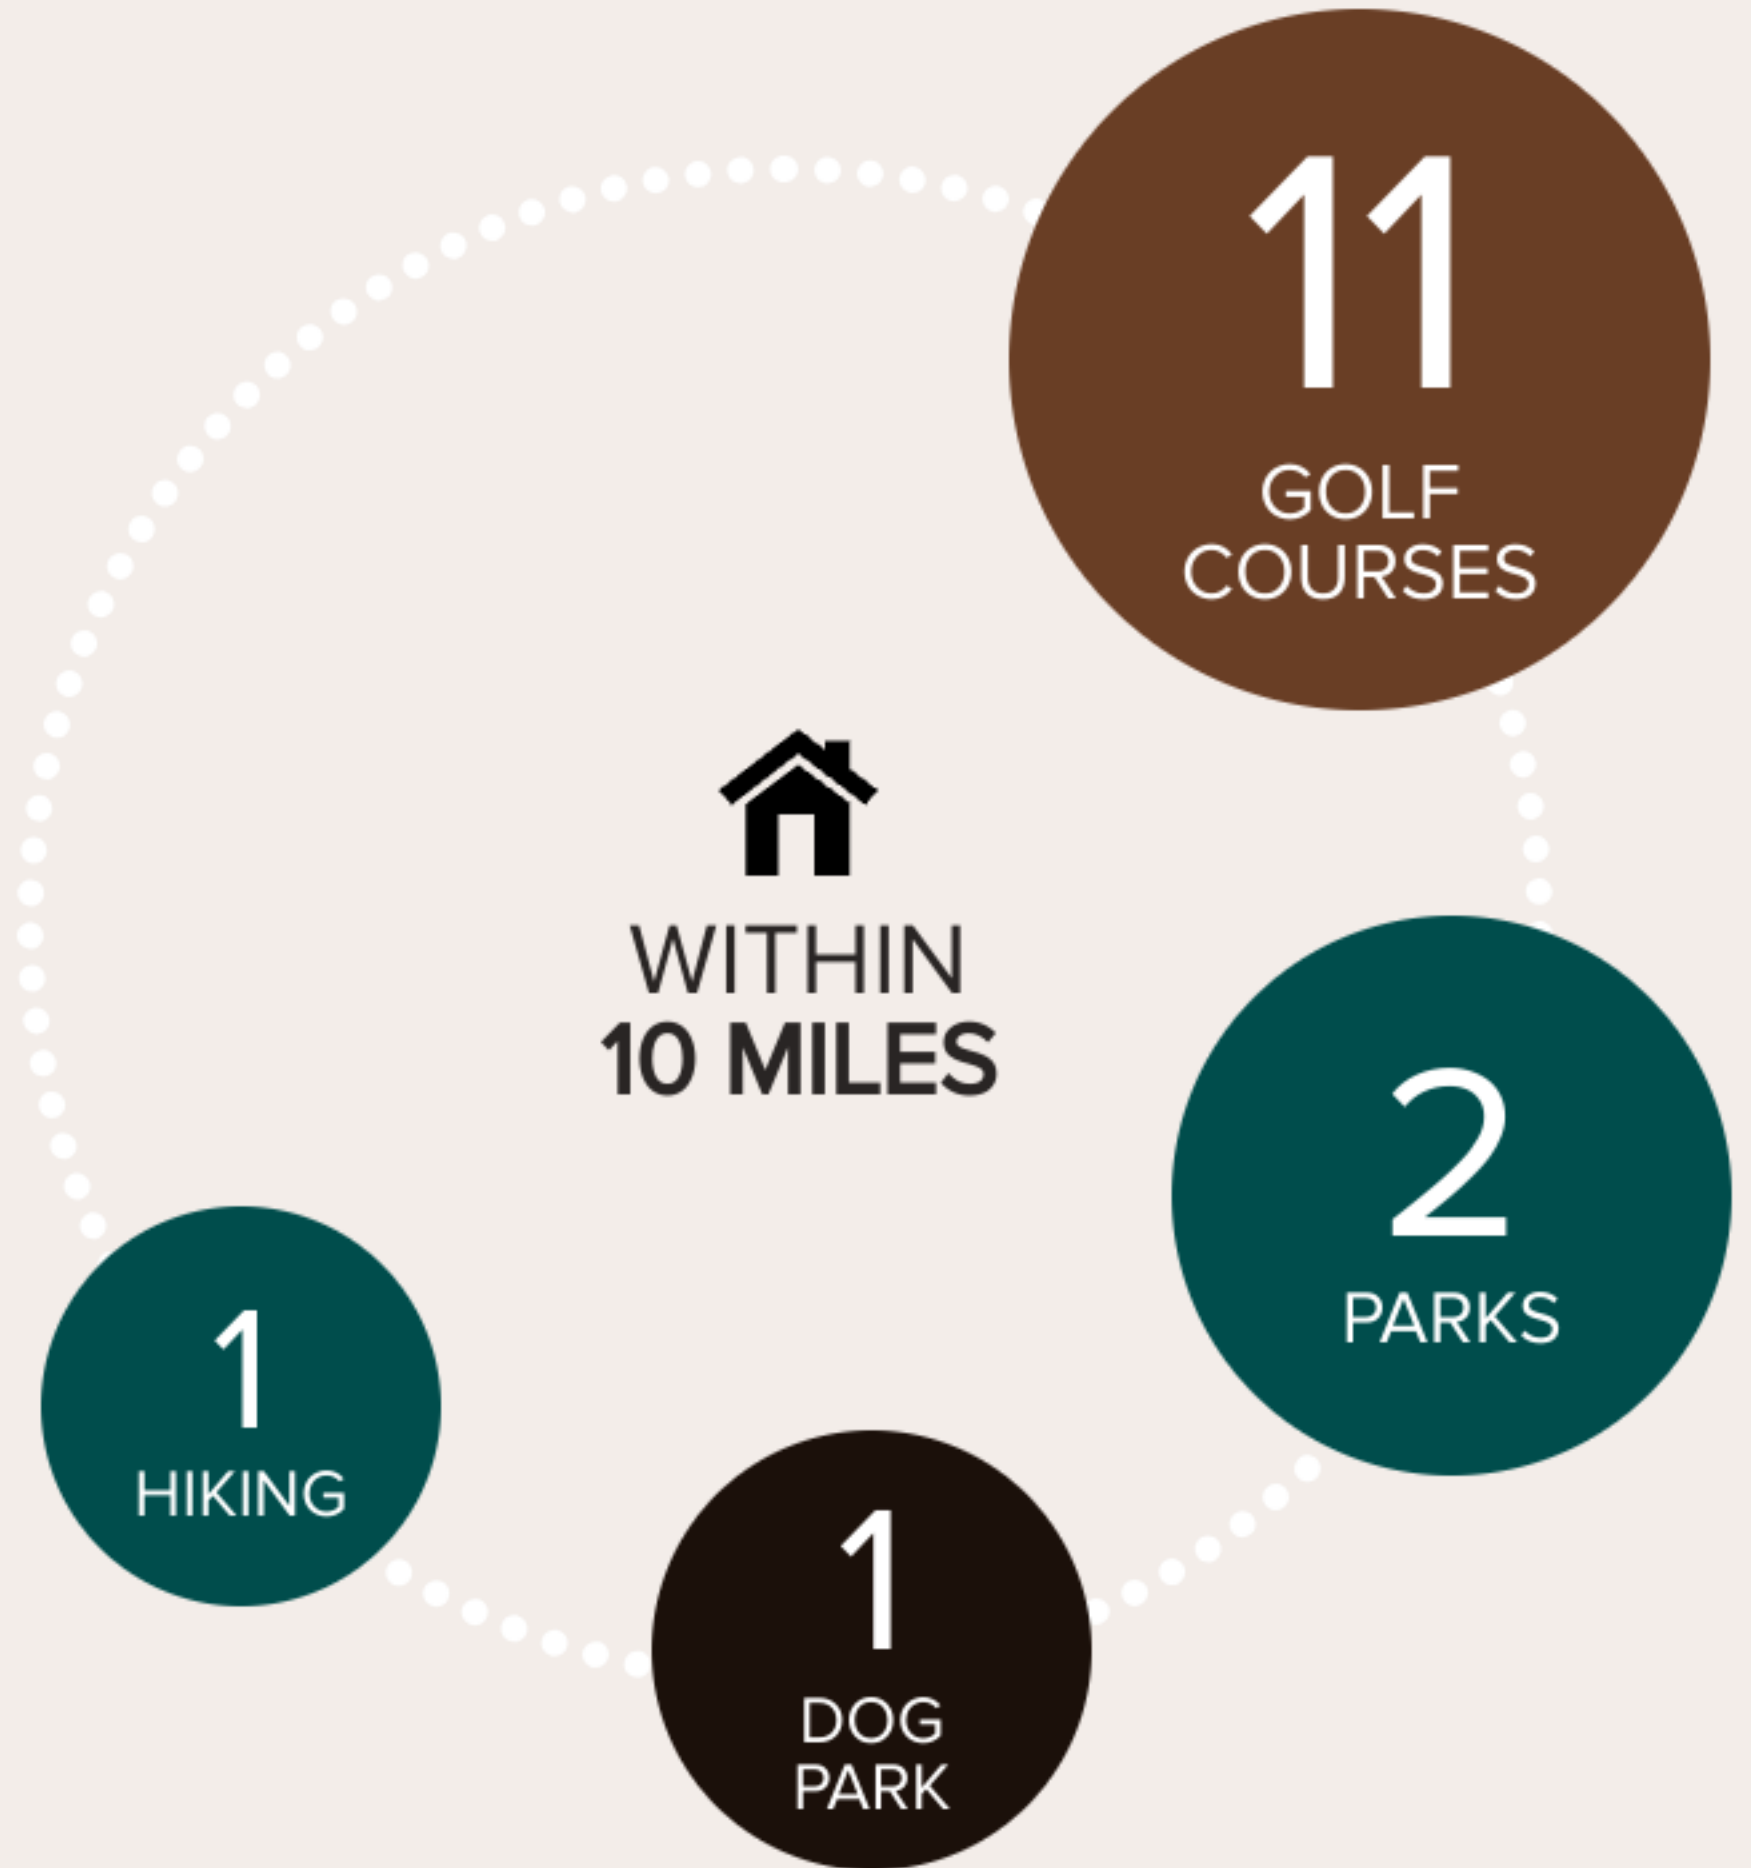 11
GOLF
COURSES
WITHIN
10 MILES
2
PARKS
1
HIKING
1
DOG
PARK